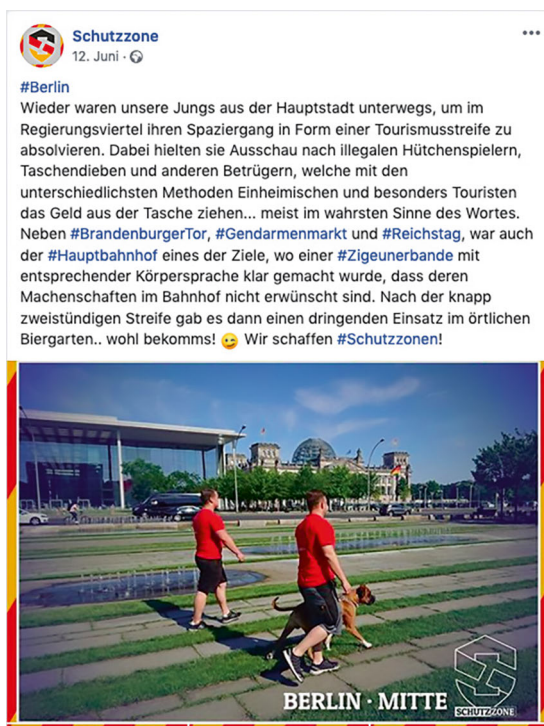 Schutzzone
12. Juni ·
#Berlin
Wieder waren unsere Jungs aus der Hauptstadt unterwegs, um im
Regierungsviertel ihren Spaziergang in Form einer Tourismusstreife zu
absolvieren. Dabei hielten sie Ausschau nach illegalen Hütchenspielern,
Taschendieben und anderen Betrügern, welche mit den
unterschiedlichsten Methoden Einheimischen und besonders Touristen
das Geld aus der Tasche ziehen... meist im wahrsten Sinne des Wortes.
Neben #BrandenburgerTor, #Gendarmenmarkt und #Reichstag, war auch
der #Hauptbahnhof eines der Ziele, wo einer #Zigeunerbande mit
entsprechender Körpersprache klar gemacht wurde, dass deren
Machenschaften im Bahnhof nicht erwünscht sind. Nach der knapp
zweistündigen Streife gab es dann einen dringenden Einsatz im örtlichen
Biergarten.. wohl bekomms! 😉 Wir schaffen #Schutzzonen!
BERLIN · MITTE
SCHUTZZONE